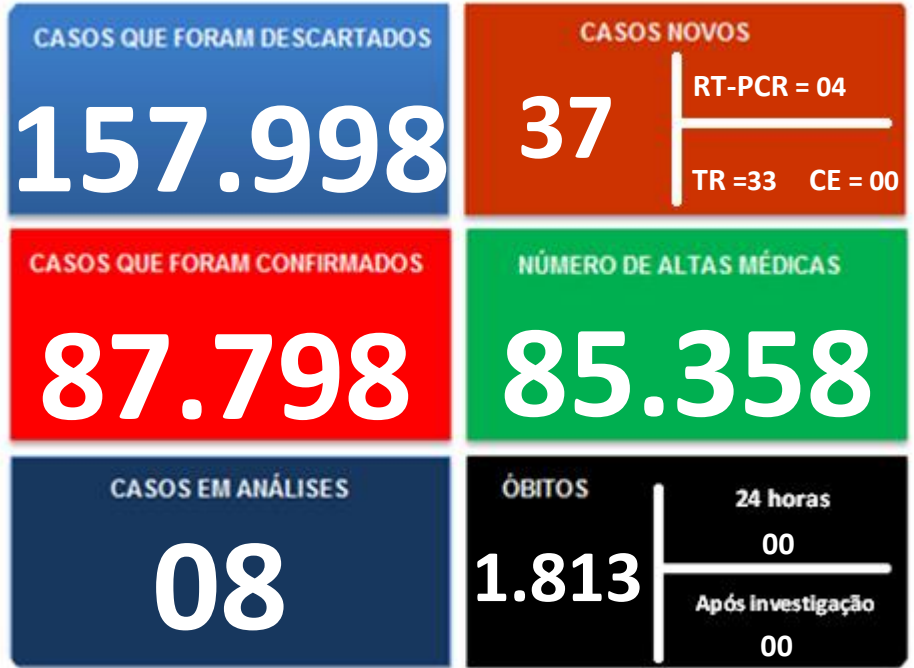 CASOS QUE FORAM DESCARTADOS
157.998
CASOS NOVOS
37
RT-PCR = 04
TR =33 CE = 00
CASOS QUE FORAM CONFIRMADOS
87.798
NÚMERO DE ALTAS MÉDICAS
85.358
CASOS EM ANÁLISES
08
ÓBITOS
1.813
24 horas
00
Após investigação
00